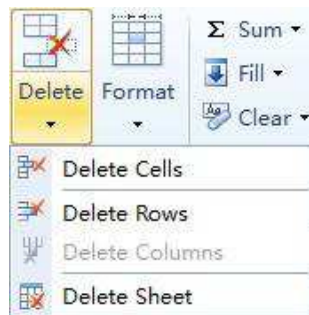 Delete
Format
Σ Sum
Fill
Clear
Delete Cells
Delete Rows
Delete Columns
Delete Sheet